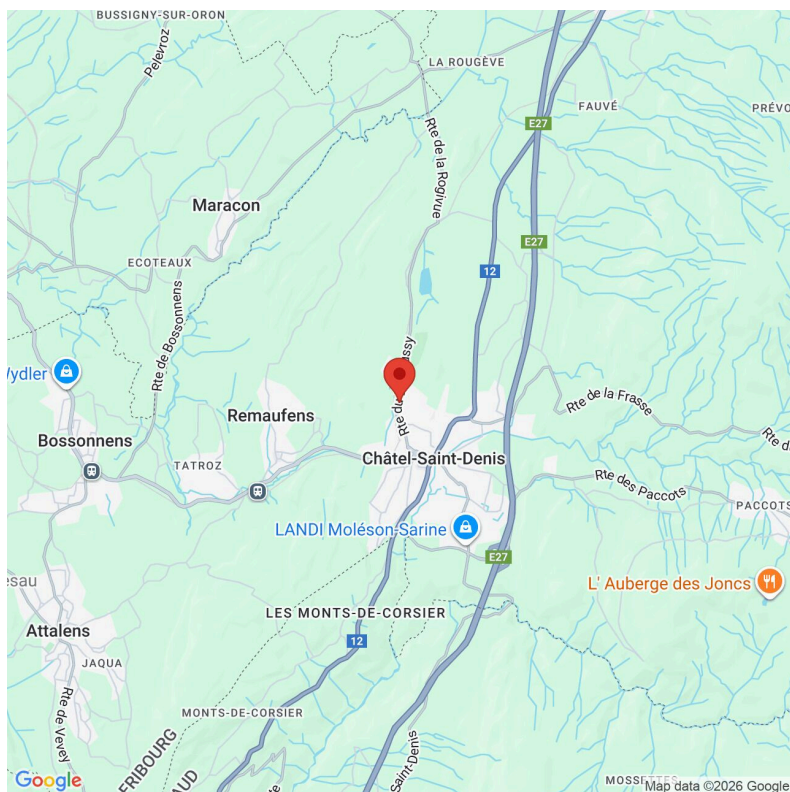 BUSSIGNY-SUR-ORON
Pelevroz
LA ROUGÈVE
FAUVÉ
PRÉVO
E27
Rte de la Rogivue
Maracon
ECOTEAUX
E27
12
Rte de Bossonnens
Wydler
Rte de la Frasse
Remaufens
Bossonnens
Châtel-Saint-Denis
TATROZ
Rte des Paccots
PACCOTS
LANDI Moléson-Sarine
E27
L' Auberge des Joncs
LES MONTS-DE-CORSIER
Attalens
12
JAQUA
Rte de Vevey
MONTS-DE-CORSIER
FRIBOURG
Saint-Denis
MOSSETTES
Google
Map data ©2026 Google